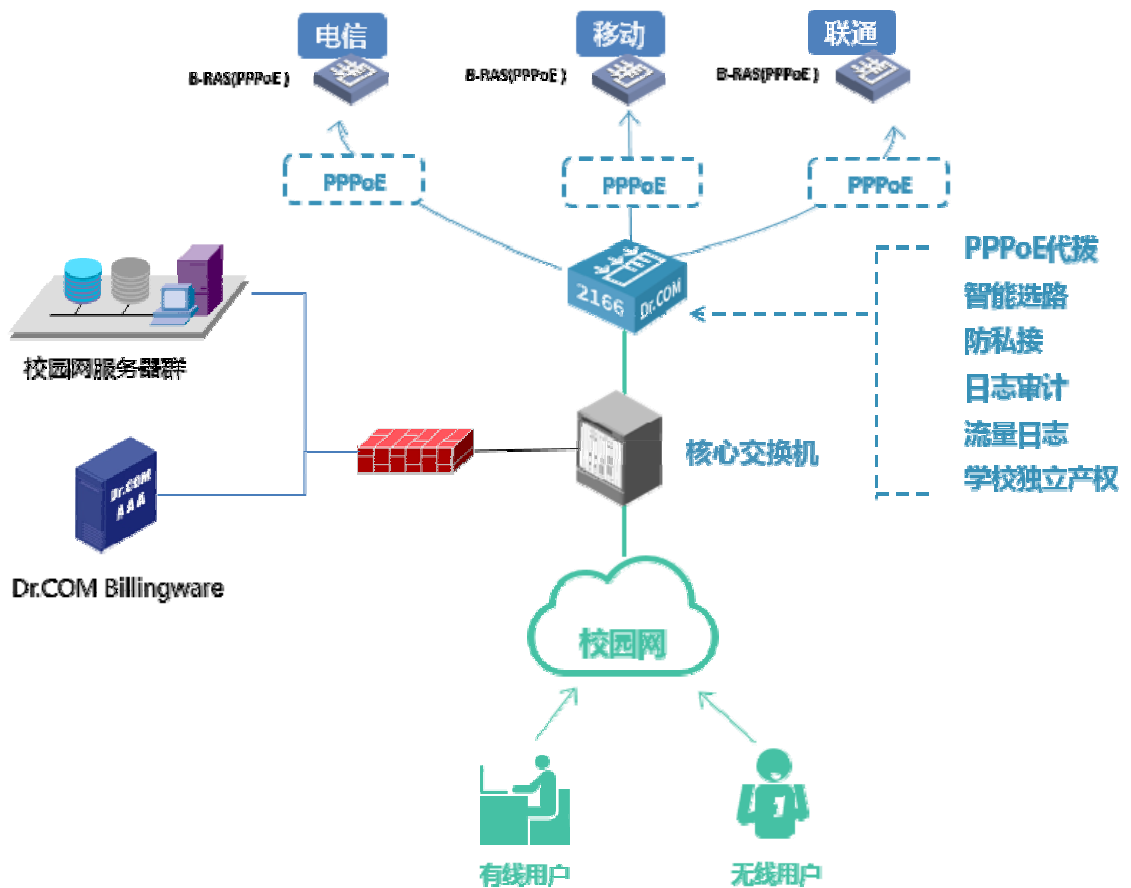 电信
移动
联通
B-RAS(PPPoE )
B-RAS(PPPoE )
B-RAS(PPPoE )
PPPoE
PPPoE
PPPoE
2166
Dr.COM
PPPoE代拨
智能选路
防私接
日志审计
流量日志
学校独立产权
校园网服务器群
核心交换机
Dr.COM
AAA
Dr.COM Billingware
校园网
有线用户
无线用户